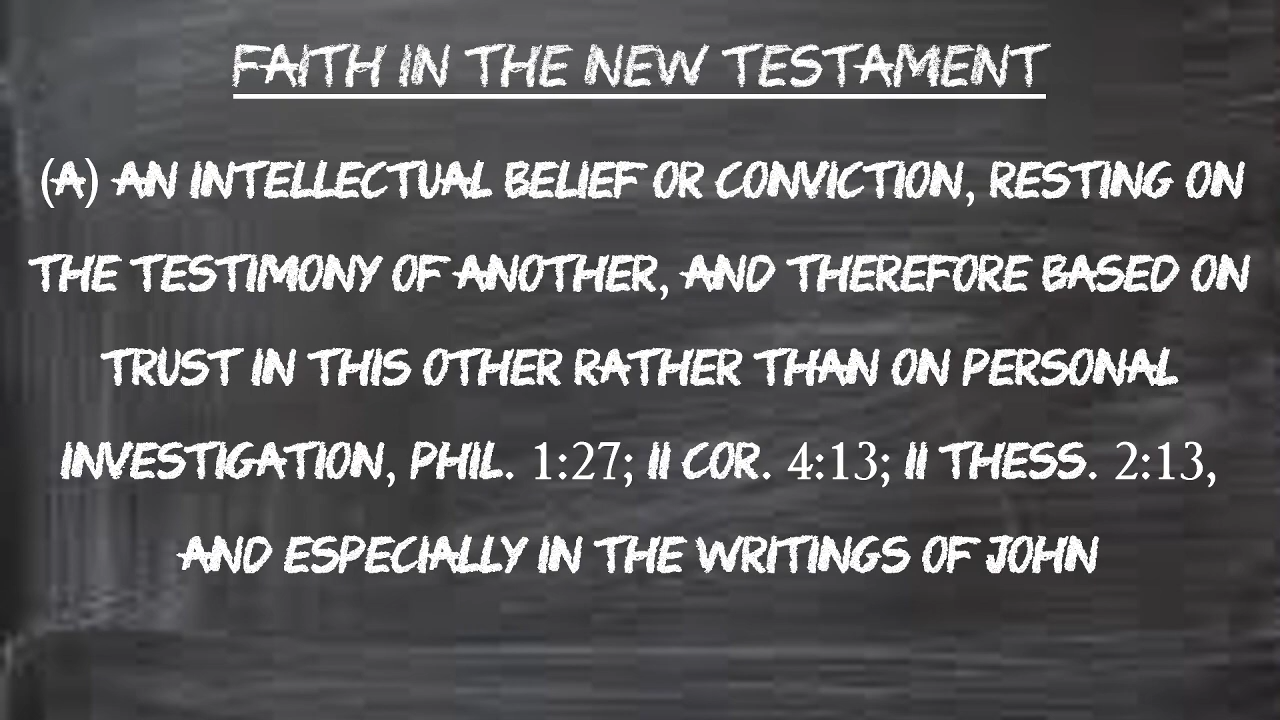 FAITH IN THE NEW TESTAMENT
(A) AN INTELLECTUAL BELIEF OR CONVICTION, RESTING ON
THE TESTIMONY OF ANOTHER, AND THEREFORE BASED ON
TRUST IN THIS OTHER RATHER THAN ON PERSONAL
INVESTIGATION, PHIL. 1:27; II COR. 4:13; II THESS. 2:13,
AND ESPECIALLY IN THE WRITINGS OF JOHN